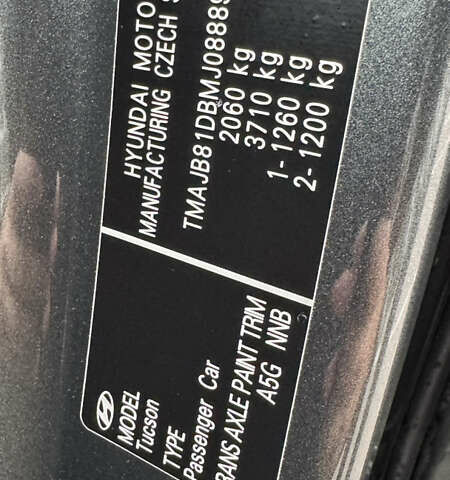 HYUNDAI MOTO
MANUFACTURING CZECH S
TMAJB81DBMJ08889
2060 kg
3710 kg
1- 1260 kg
2- 1200 kg
MODEL
Tucson
TYPE
Passenger Car
RANS AXLE PAINT TRIM
A5G NNB